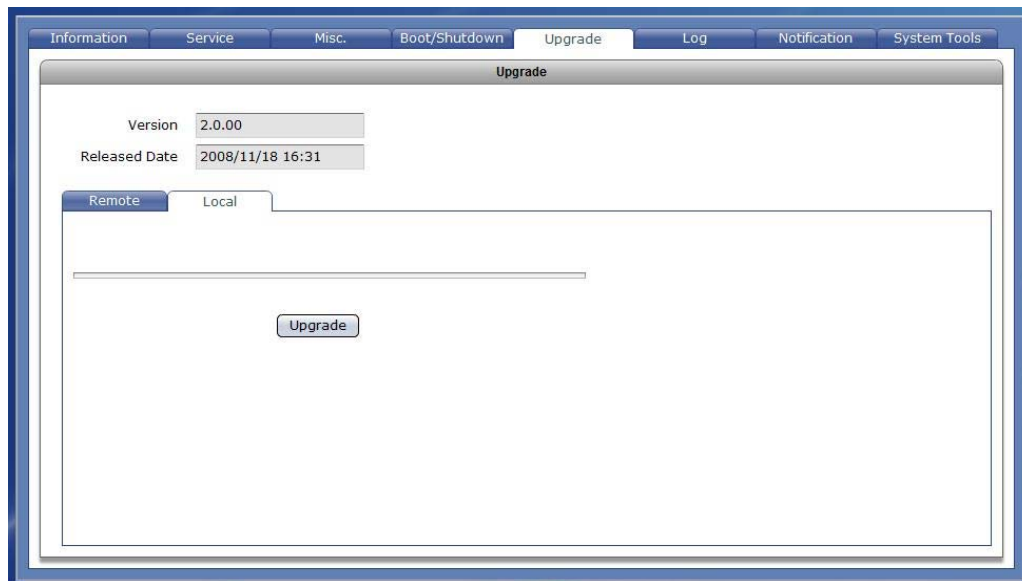 Information Service Misc. Boot/Shutdown Upgrade Log Notification System Tools
Upgrade
Version 2.0.00
Released Date 2008/11/18 16:31
Remote Local
Upgrade